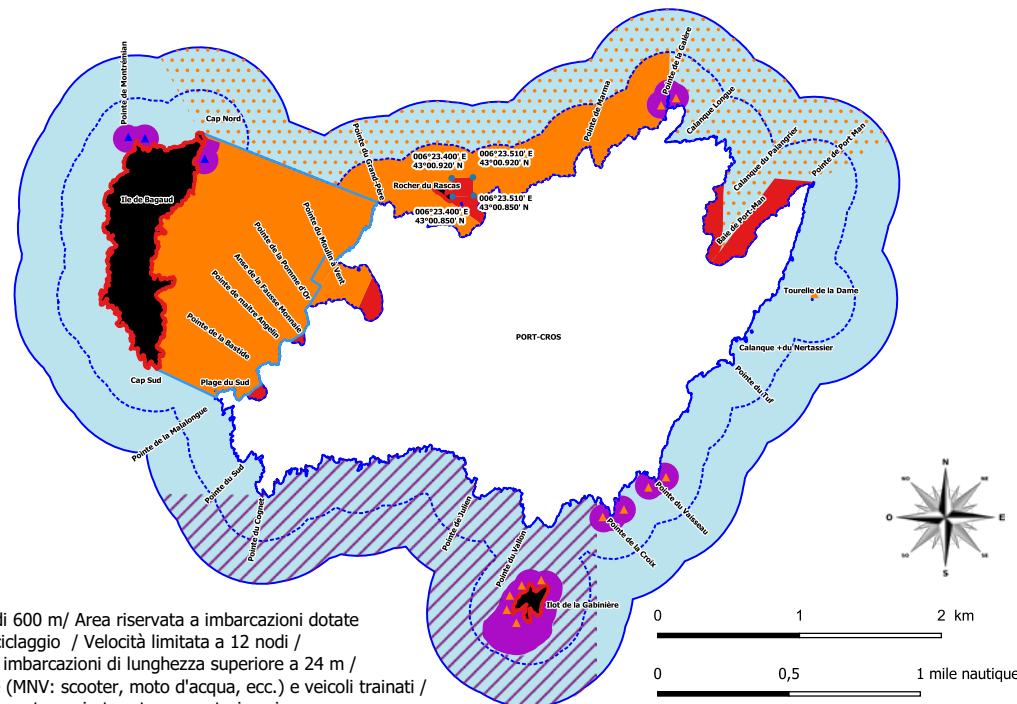 Pointe de Montrémian
Cap Nord
Pointe du Grand-Père
Pointe de Marma
Pointe de la Galère
Calanque Longue
Calanque du Palangrier
Pointe de Port Man
006°23.400' E
43°00.920' N
006°23.510' E
43°00.920' N
Rocher du Rascas
006°23.400' E
43°00.850' N
006°23.510' E
43°00.850' N
Ile de Bagaud
Pointe du Moulin à Vent
Pointe de la Pomme d'Or
Anse de la Fausse Monnaie
Pointe de maitre Angelin
Pointe de la Bastide
Baie de Port-Man
Tourelle de la Dame
PORT-CROS
Calanque +du Nertassier
Cap Sud
Plage du Sud
Pointe du Tuf
Pointe de la Malalongue
Pointe du Sud
Pointe du Cognet
Pointe de Julien
Pointe du Vallon
Pointe du Vaisseau
Pointe de la Croix
Ilot de la Gabinière
N
NO
NE
O
E
SO
SE
S
0 1 2 km
0 0,5 1 mile nautique
di 600 m/ Area riservata a imbarcazioni dotate
ciclaggio / Velocità limitata a 12 nodi /
imbarcazioni di lunghezza superiore a 24 m /
(MNV: scooter, moto d'acqua, ecc.) e veicoli trainati /